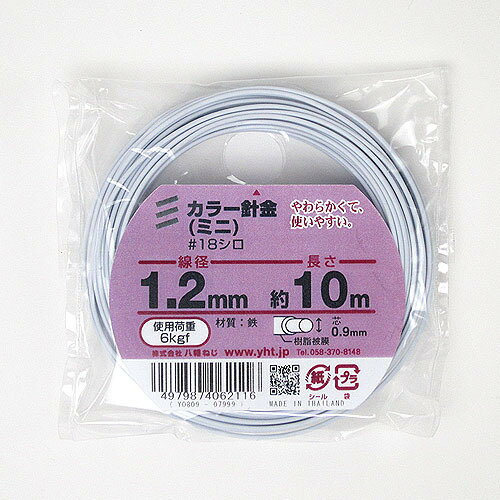 カラー針金
(ミニ)
#18シロ
やわらかくて、
使いやすい。
線径
長さ
1.2mm
約10m
使用荷重
6kgf
材質:鉄
芯
0.9mm
樹脂被膜
株式会社 八幡ねじ
www.yht.jp
Tel.058-370-8148
4979874062116
( Y0809 - 07999 )
紙
プラ
シール
袋
MADE IN THAILAND